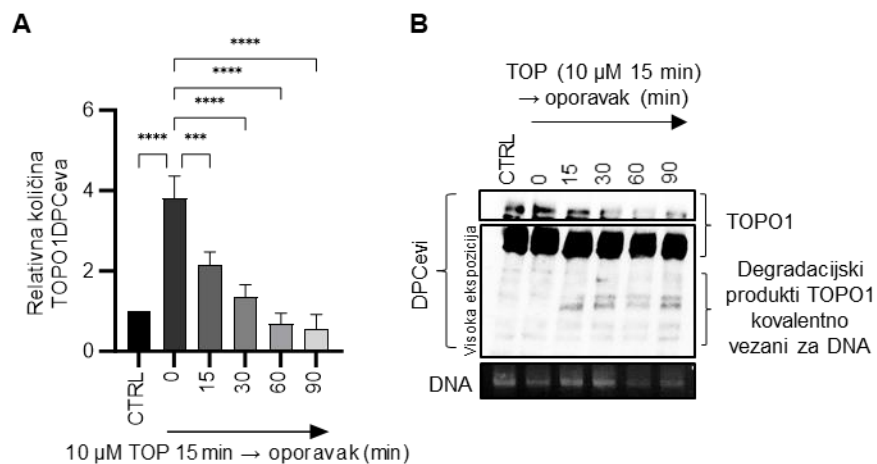 A
****
****
****
****
***
6
4
2
0
Relativna količina
TOPO1DPCeva
CTRL
0
15
30
60
90
10 µM TOP 15 min → oporavak (min)
B
TOP (10 µM 15 min)
→ oporavak (min)
CTRL
0
15
30
60
90
DPCevi
Visoka ekspozicija
TOPO1
Degradacijski
produkti TOPO1
kovalentno
vezani za DNA
DNA